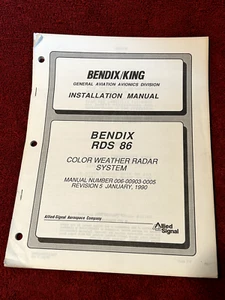 BENDIX/KING
GENERAL AVIATION AVIONICS DIVISION
INSTALLATION MANUAL
BENDIX
RDS 86
COLOR WEATHER RADAR
SYSTEM
MANUAL NUMBER 006-00903-0005
REVISION 5 JANUARY, 1990
Allied-Signal Aerospace Company
Allied
Signal